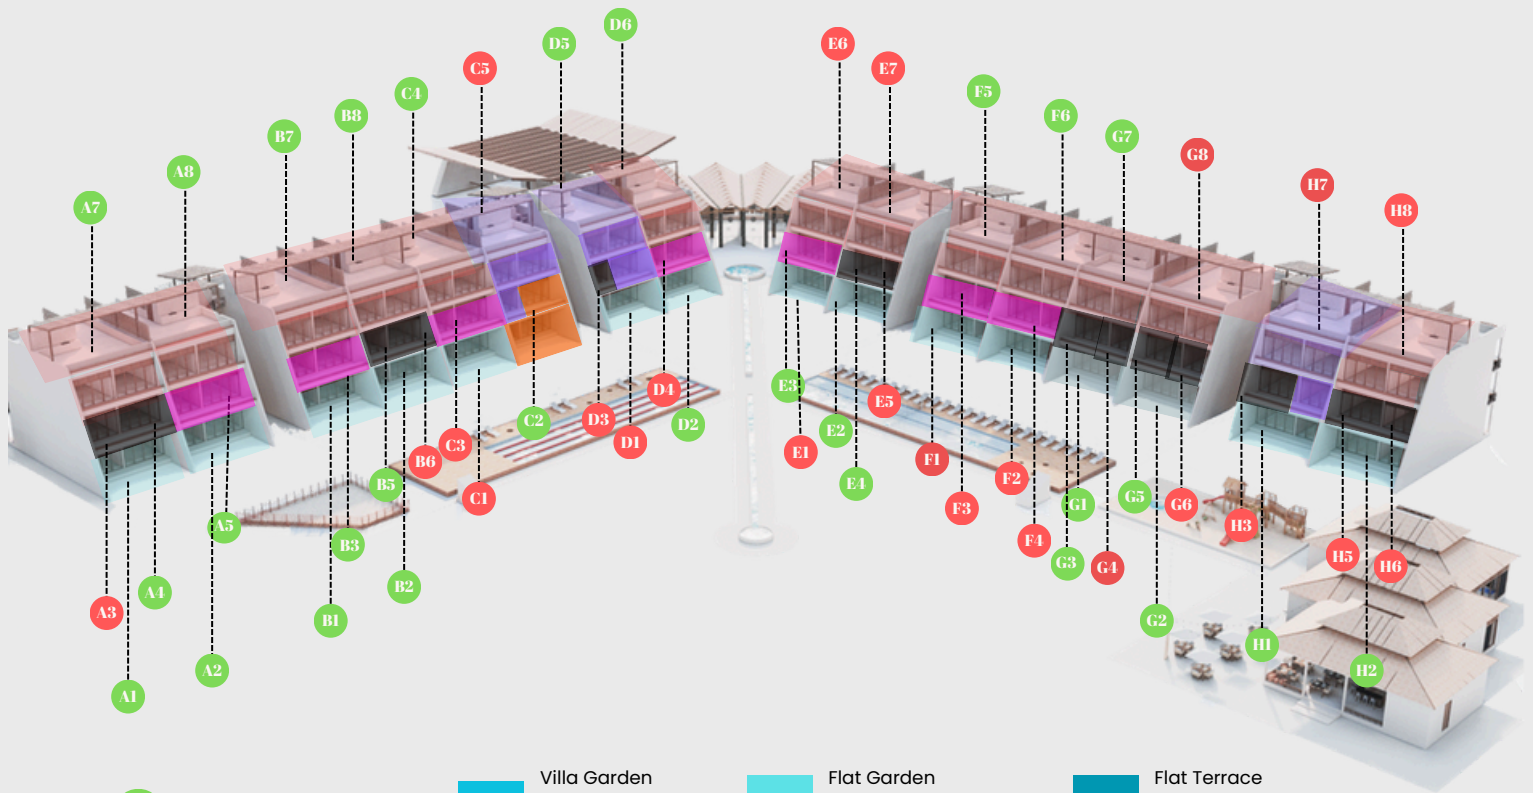 D6
D5
E6
C5
E7
C4
F5
B8
F6
B7
G7
G8
A8
H7
A7
H8
E3
D4
E5
D3
C2
D2
E2
D1
C3
E1
F1
B6
F2
B5
E4
G5
C1
G1
G6
F3
A5
H3
F4
B3
H5
G3
H6
G4
B2
A4
A3
B1
G2
H1
A2
H2
A1
Villa Garden
Flat Garden
Flat Terrace